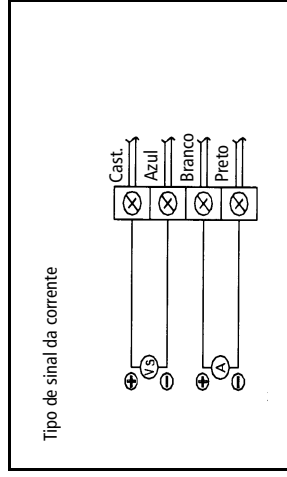 Tipo de sinal da corrente
Cast.
Azul
Branco
Preto
Vs
A